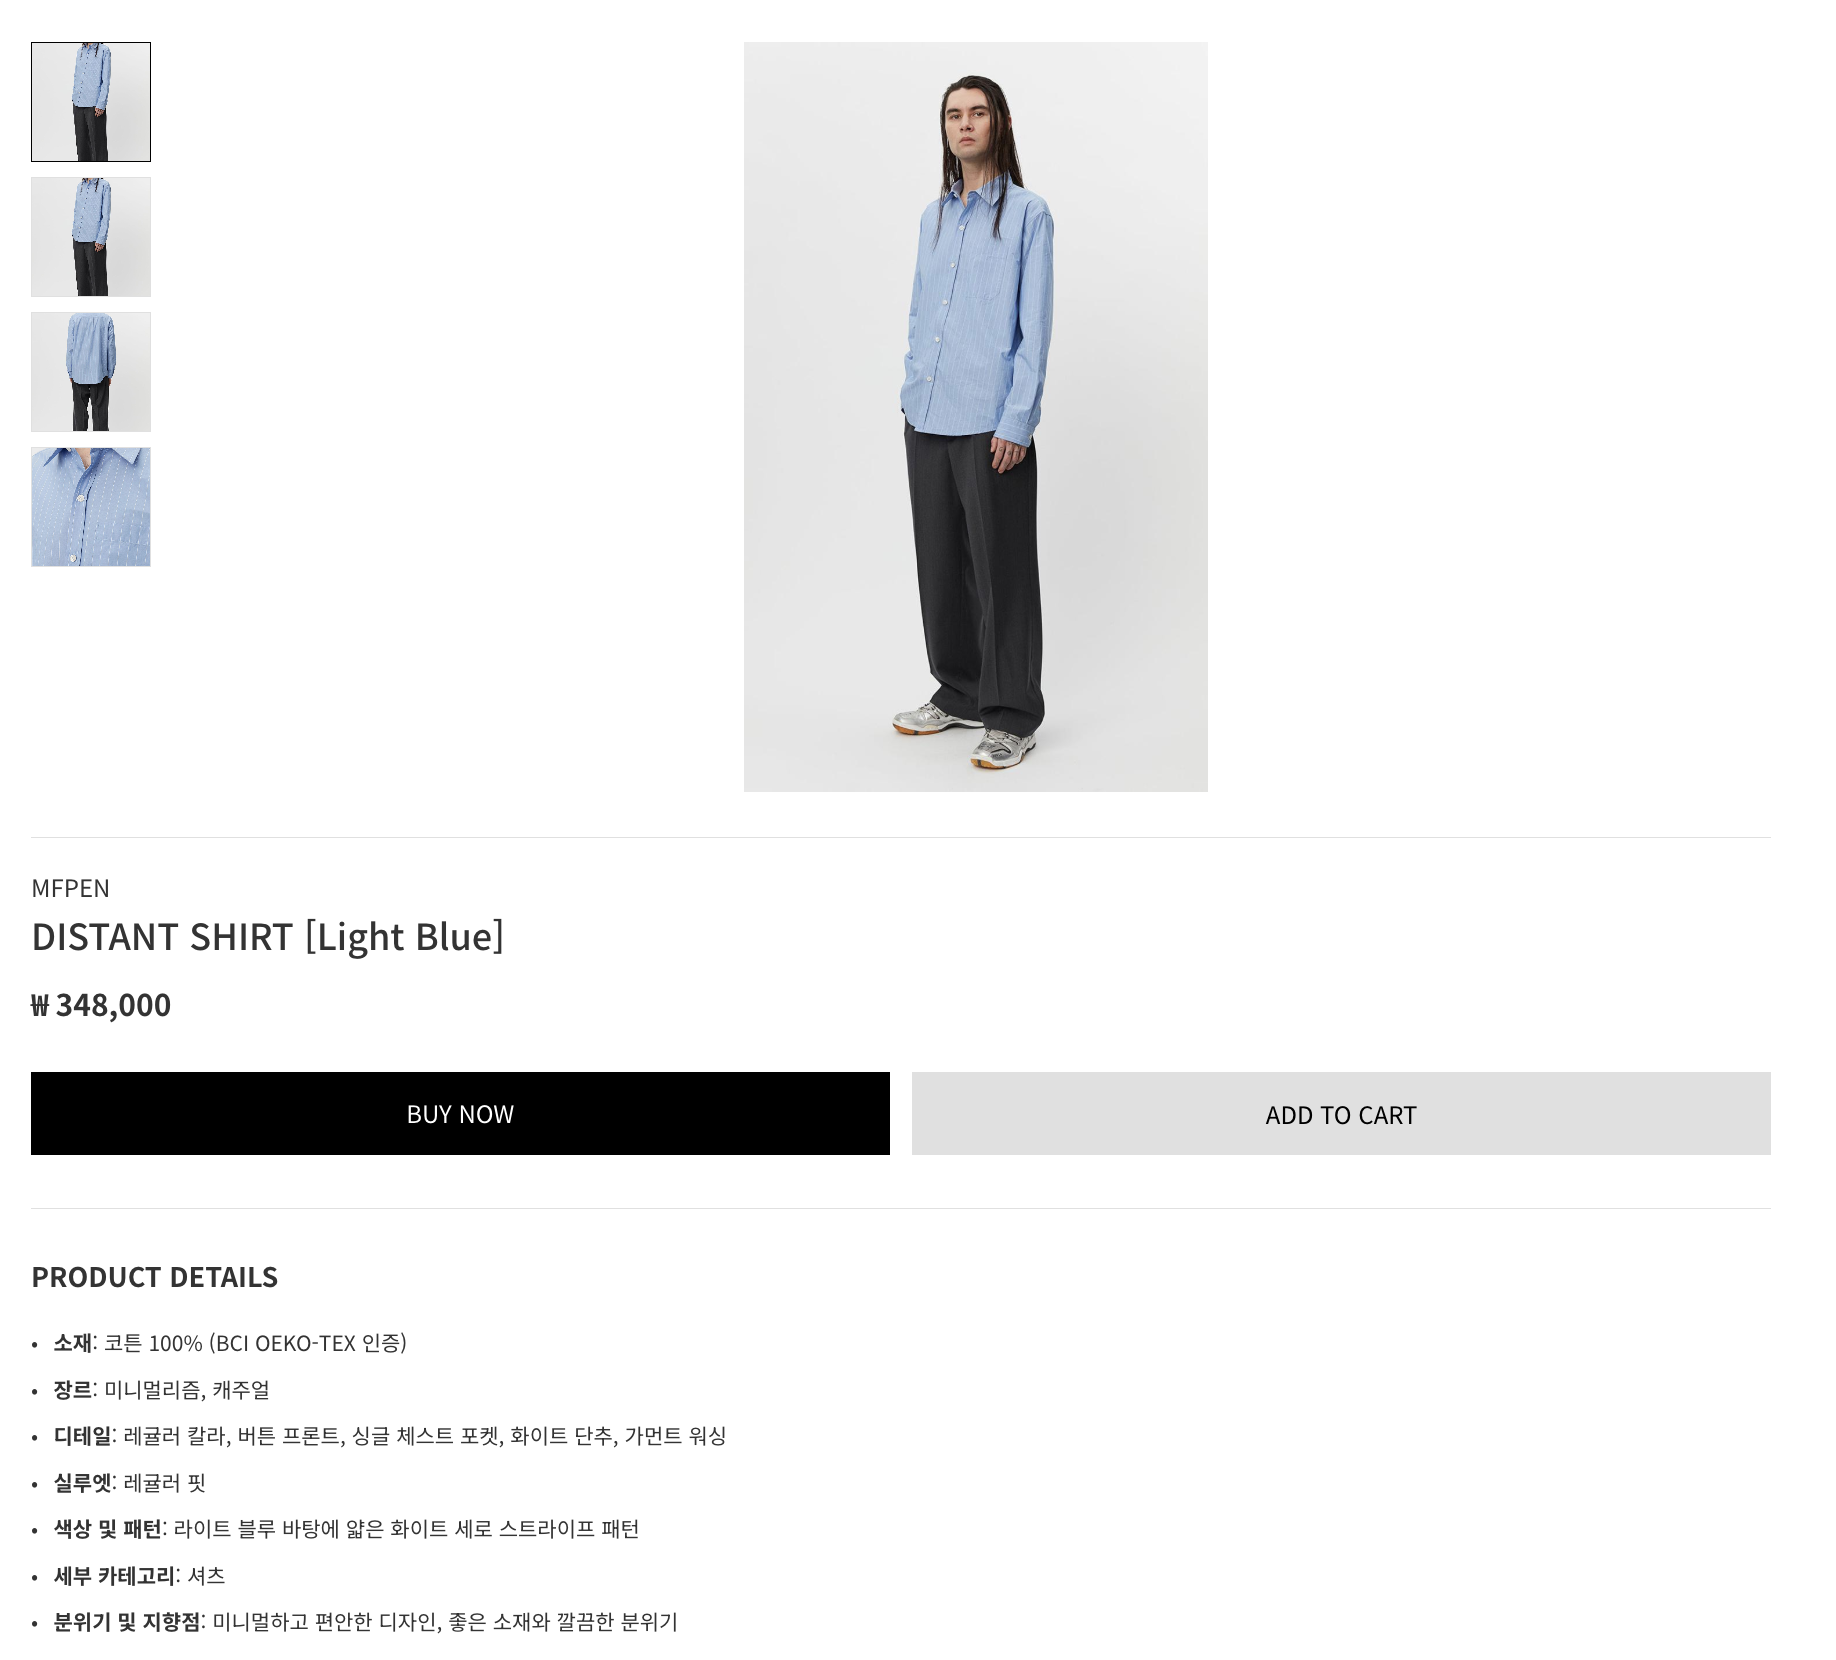 MFPEN
DISTANT SHIRT [Light Blue]
₩ 348,000
BUY NOW
ADD TO CART
PRODUCT DETAILS
• 소재: 코튼 100% (BCI OEKO-TEX 인증)
• 장르: 미니멀리즘, 캐주얼
• 디테일: 레귤러 칼라, 버튼 프론트, 싱글 체스트 포켓, 화이트 단추, 가먼트 워싱
• 실루엣: 레귤러 핏
• 색상 및 패턴: 라이트 블루 바탕에 얇은 화이트 세로 스트라이프 패턴
• 세부 카테고리: 셔츠
• 분위기 및 지향점: 미니멀하고 편안한 디자인, 좋은 소재와 깔끔한 분위기